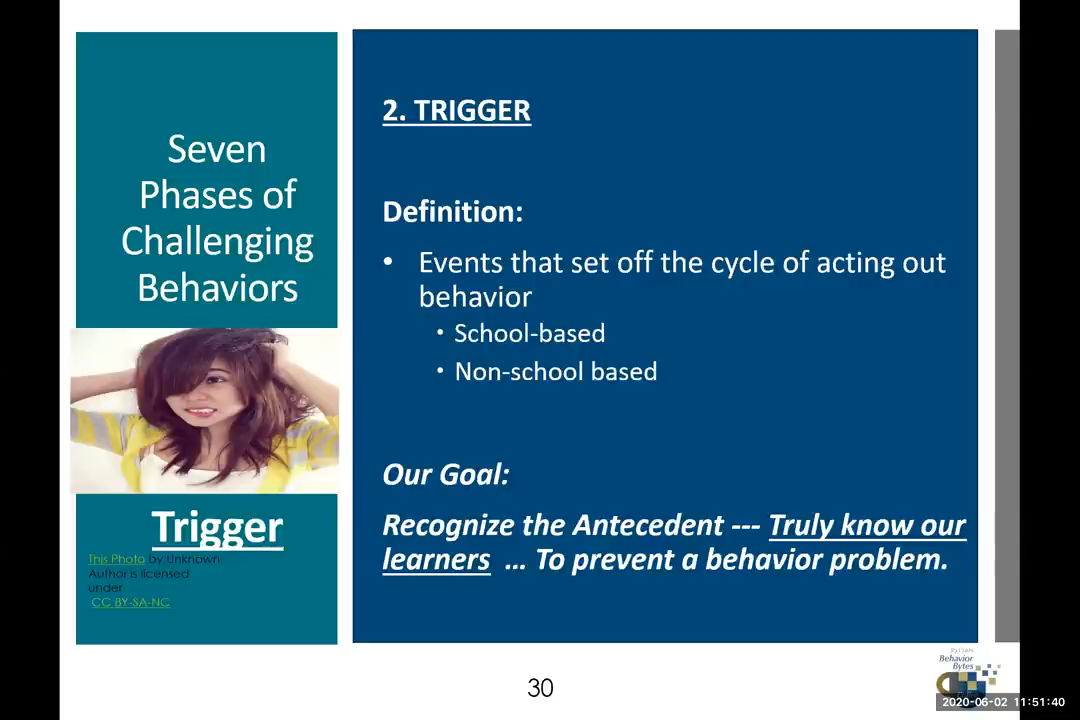 Seven
Phases of
Challenging
Behaviors
Trigger
This Photo by Unknown
Author is licensed
under
CC BY-SA-NC
2. TRIGGER
Definition:
• Events that set off the cycle of acting out
behavior
• School-based
• Non-school based
Our Goal:
Recognize the Antecedent --- Truly know our
learners … To prevent a behavior problem.
30
Behavior
Bytes
2020-06-02 11:51:40